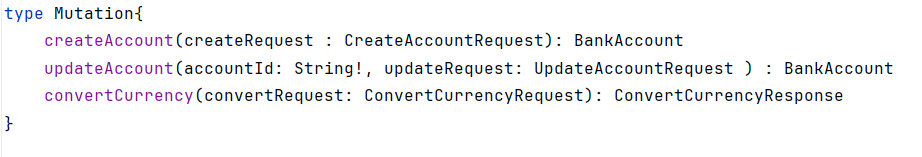 type Mutation{
    createAccount(createRequest : CreateAccountRequest): BankAccount
    updateAccount(accountId: String!, updateRequest: UpdateAccountRequest ) : BankAccount
    convertCurrency(convertRequest: ConvertCurrencyRequest): ConvertCurrencyResponse
}